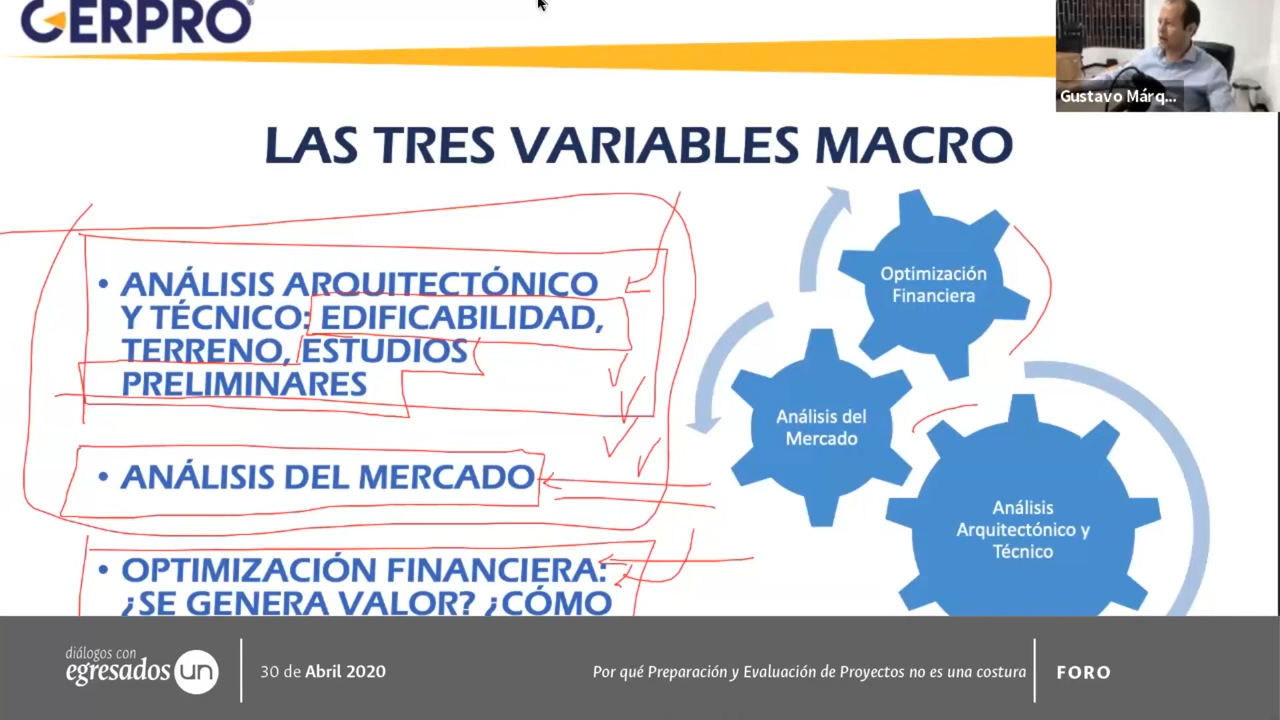 GERPRO
Gustavo Márq...
LAS TRES VARIABLES MACRO
• ANÁLISIS ARQUITECTÓNICO
Y TÉCNICO: EDIFICABILIDAD,
TERRENO, ESTUDIOS
PRELIMINARES
• ANÁLISIS DEL MERCADO
• OPTIMIZACIÓN FINANCIERA:
¿SE GENERA VALOR? ¿CÓMO
Optimización
Financiera
Análisis del
Mercado
Análisis
Arquitectónico y
Técnico
diálogos con
egresados un
30 de Abril 2020
Por qué Preparación y Evaluación de Proyectos no es una costura
FORO